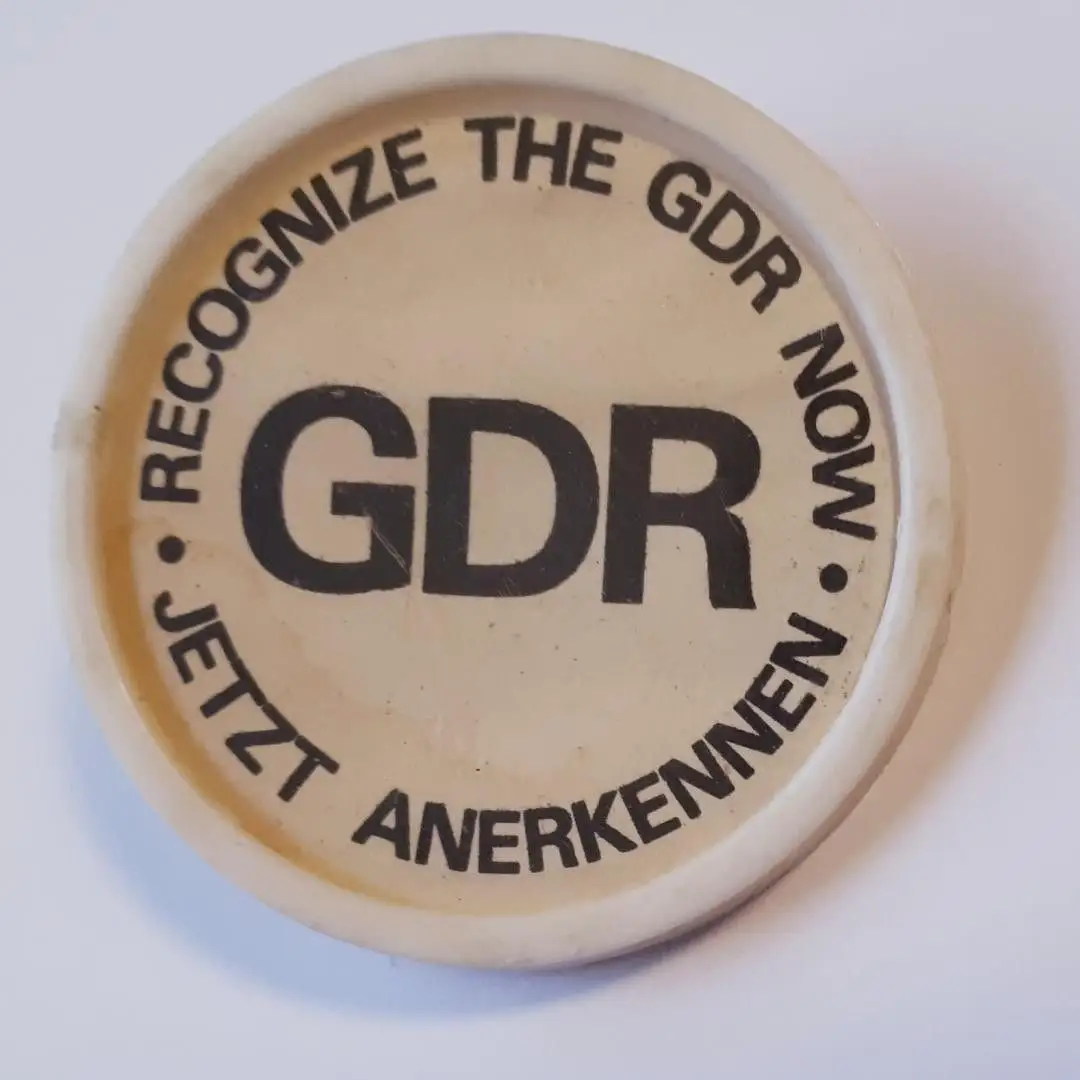 RECOGNIZE THE GDR NOW
GDR
• JETZT ANERKENNEN •